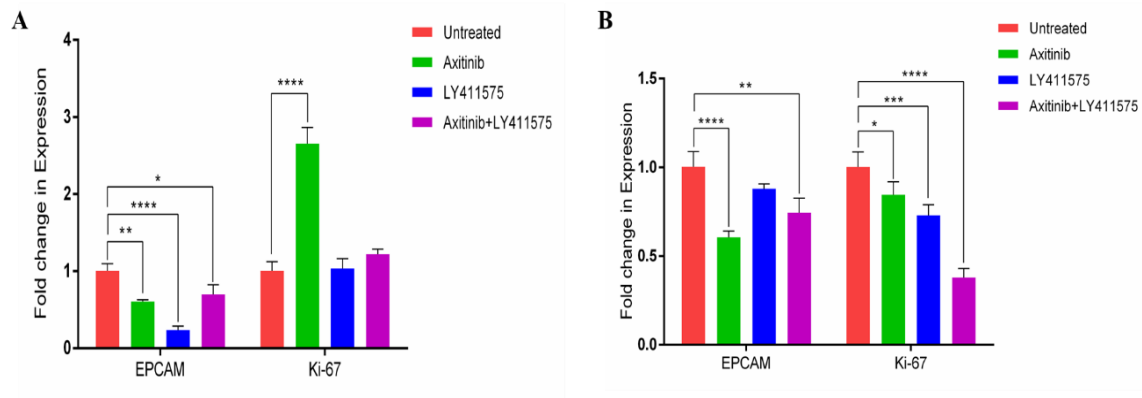 A
Fold change in Expression
4
3
2
1
0
****
*
****
**
EPCAM
Ki-67
Untreated
Axitinib
LY411575
Axitinib+LY411575
B
Fold change in Expression
1.5
1.0
0.5
0.0
**
****
****
***
*
EPCAM
Ki-67
Untreated
Axitinib
LY411575
Axitinib+LY411575